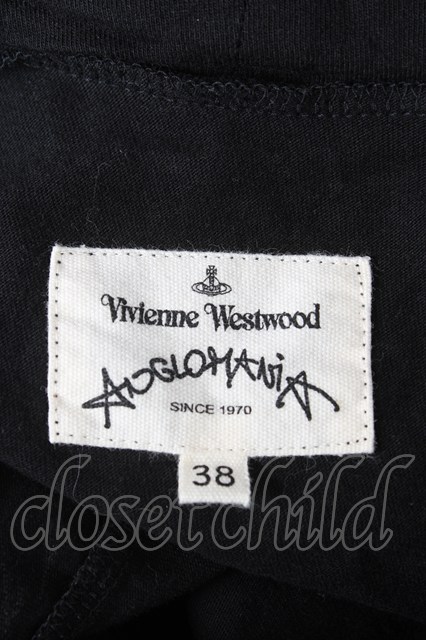 Vivienne Westwood
ANGLOMANIA
SINCE 1970
38
closet child